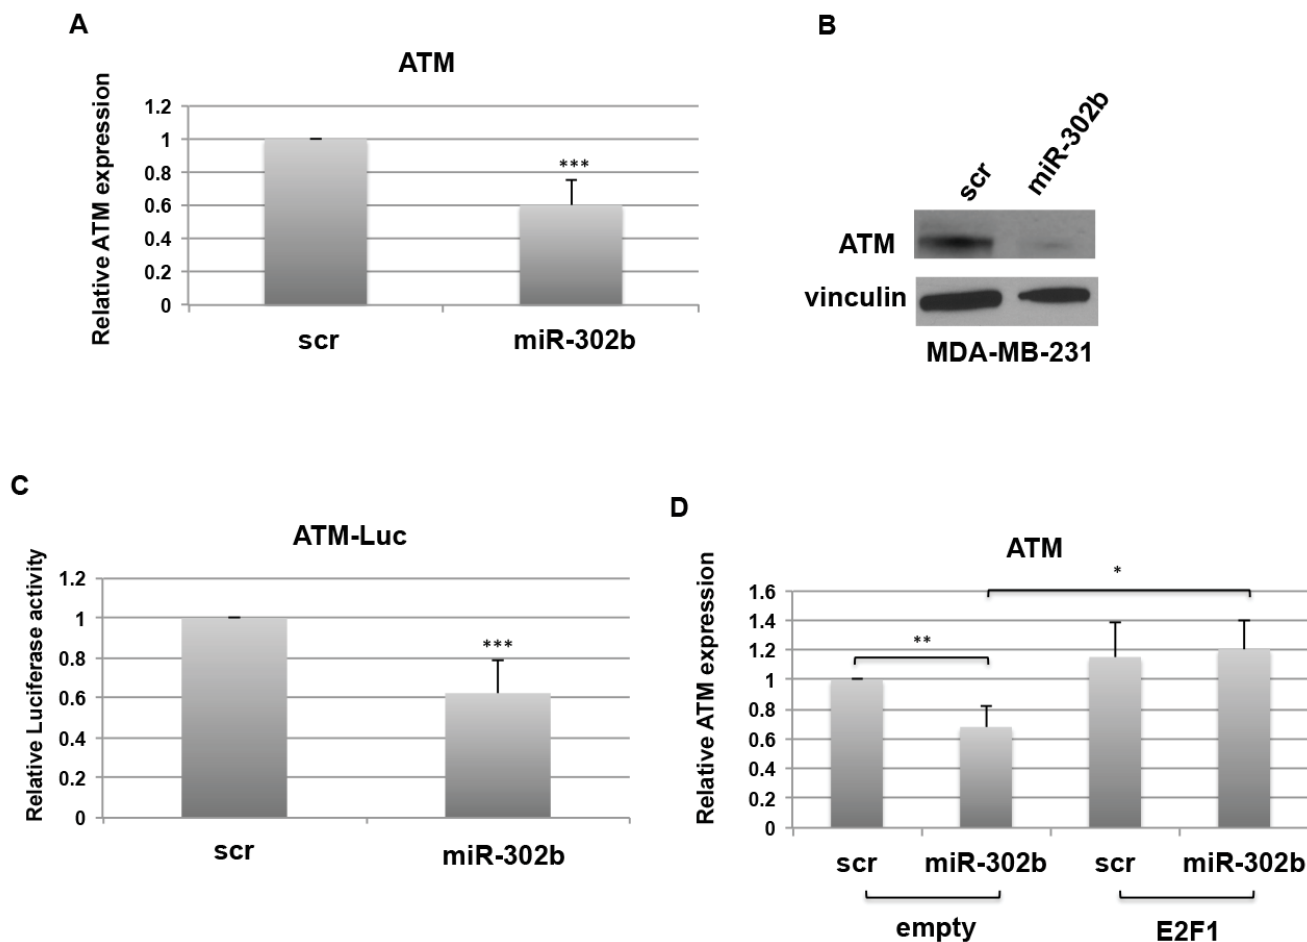 A
ATM
Relative ATM expression
1.2
1
0.8
0.6
0.4
0.2
0
***
scr
miR-302b
B
scr
miR-302b
ATM
vinculin
MDA-MB-231
C
ATM-Luc
Relative Luciferase activity
1.2
1
0.8
0.6
0.4
0.2
0
***
scr
miR-302b
D
ATM
Relative ATM expression
1.6
1.4
1.2
1
0.8
0.6
0.4
0.2
0
**
*
scr
miR-302b
scr
miR-302b
empty
E2F1